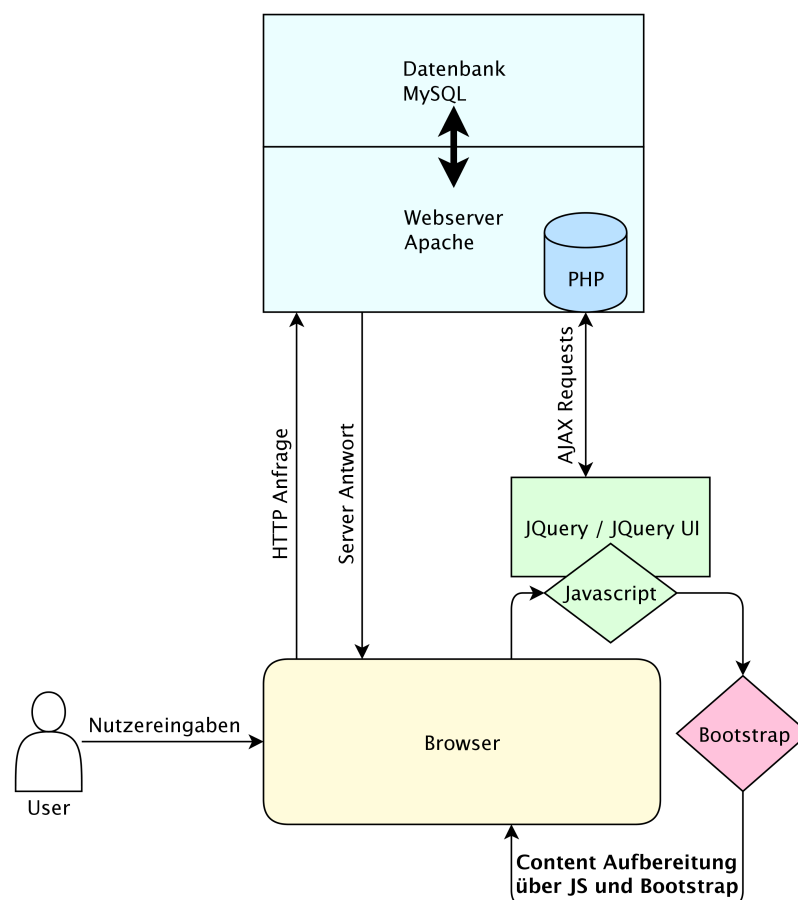 Datenbank
MySQL
Webserver
Apache
PHP
HTTP Anfrage
Server Antwort
AJAX Requests
JQuery / JQuery UI
Javascript
Nutzereingaben
User
Browser
Bootstrap
Content Aufbereitung
über JS und Bootstrap